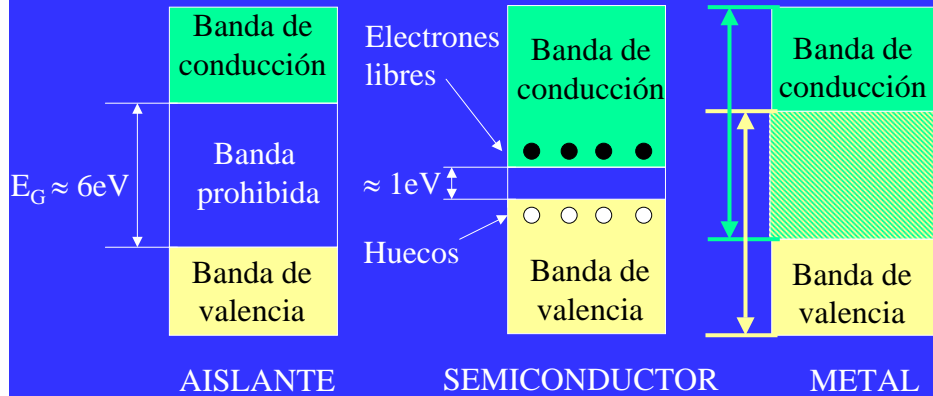 Banda de
conducción
Banda
prohibida
E_G ≈ 6eV
Banda de
valencia
AISLANTE
Electrones
libres
Banda de
conducción
≈ 1eV
Huecos
Banda de
valencia
SEMICONDUCTOR
Banda de
conducción
Banda de
valencia
METAL